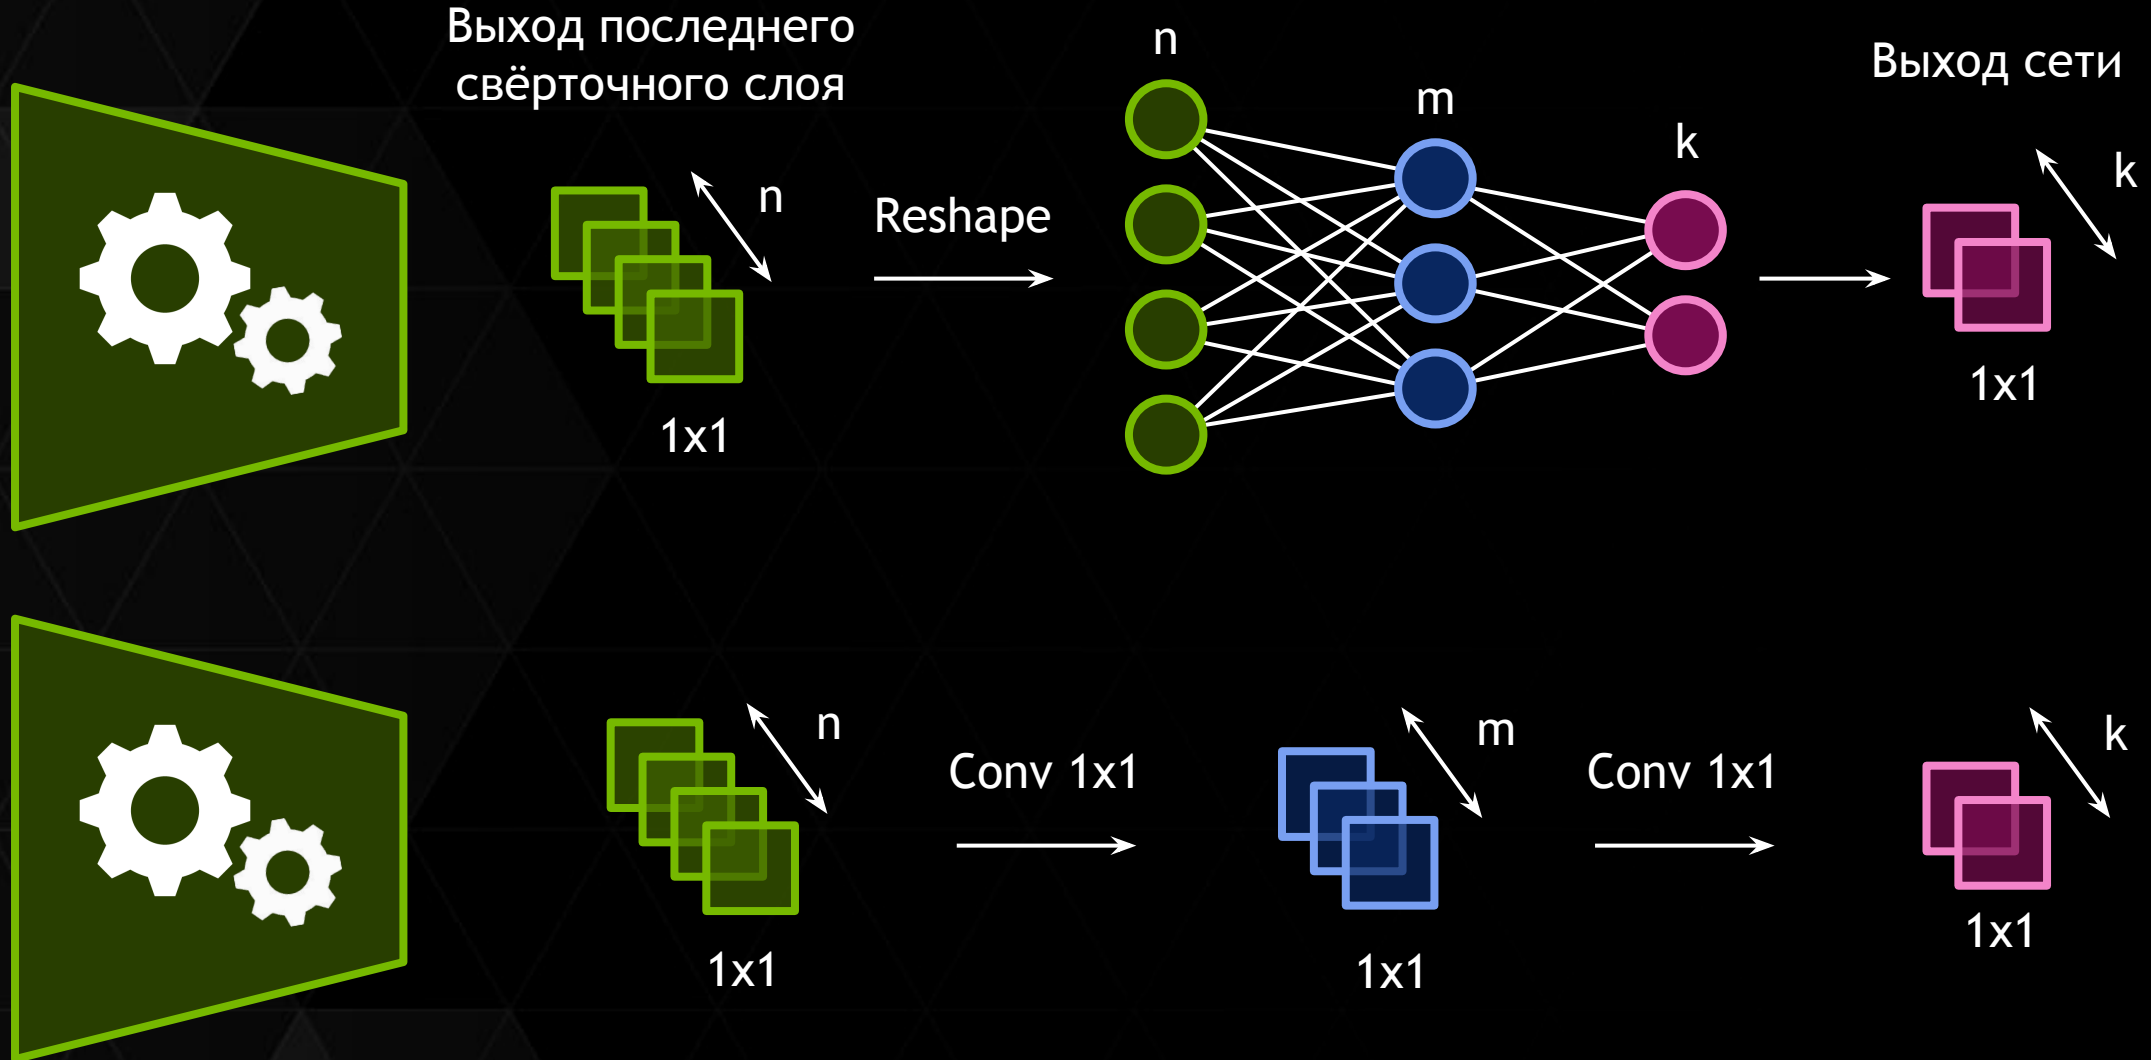 Выход последнего
свёрточного слоя
n
m
k
Выход сети
n
Reshape
k
1x1
1x1
n
Conv 1x1
m
Conv 1x1
k
1x1
1x1
1x1